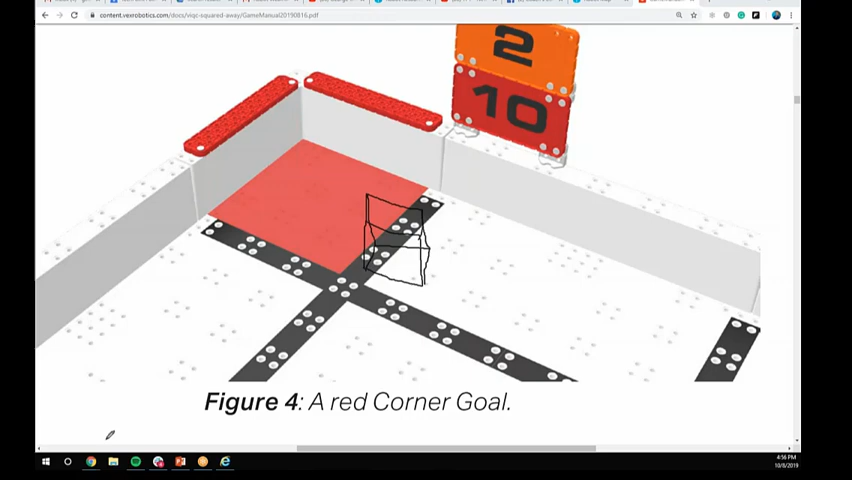 content.vexrobotics.com/docs/viqc-squared-away/GameManual20190816.pdf
2
10
Figure 4: A red Corner Goal.
4:56 PM
10/8/2019